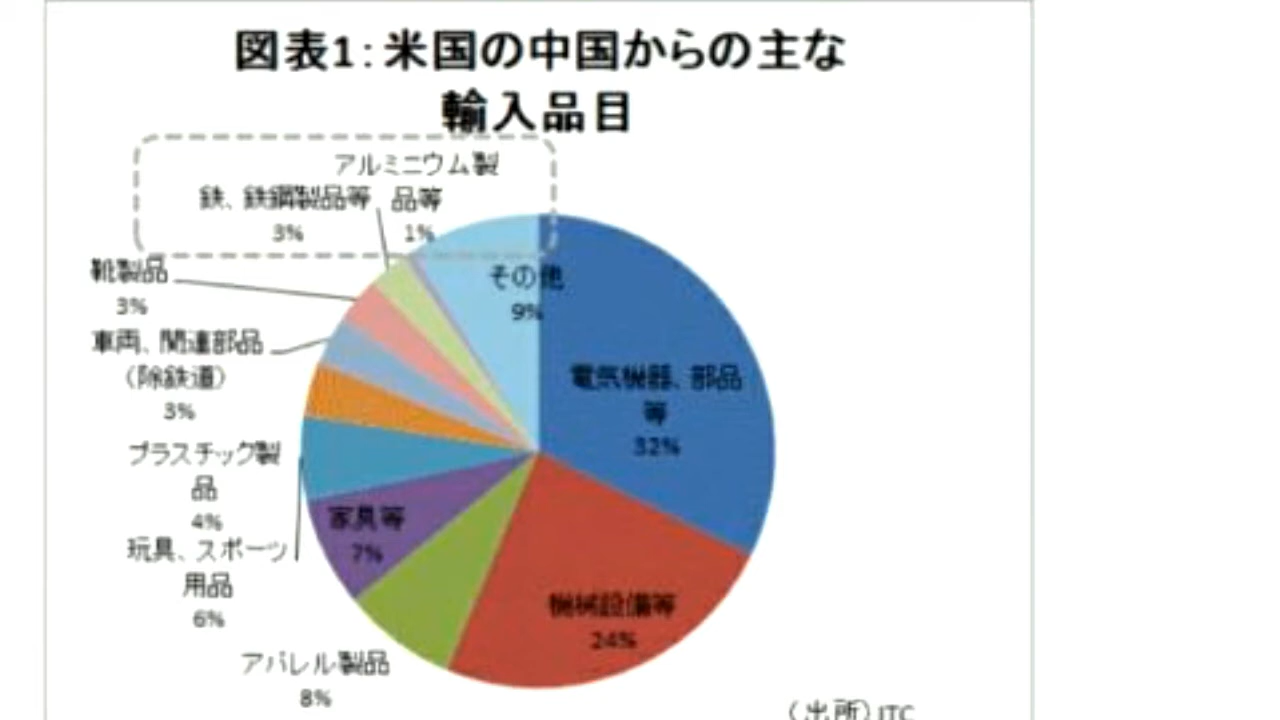 図表1：米国の中国からの主な
輸入品目
アルミニウム製
鉄、鉄鋼製品等 品等
3% 1%
靴製品
3%
その他
9%
車両、関連部品
（除鉄道）
3%
電気機器、部品
等
32%
プラスチック製
品
4%
家具等
7%
玩具、スポーツ
用品
6%
機械設備等
24%
アパレル製品
8%
（出所）ITC